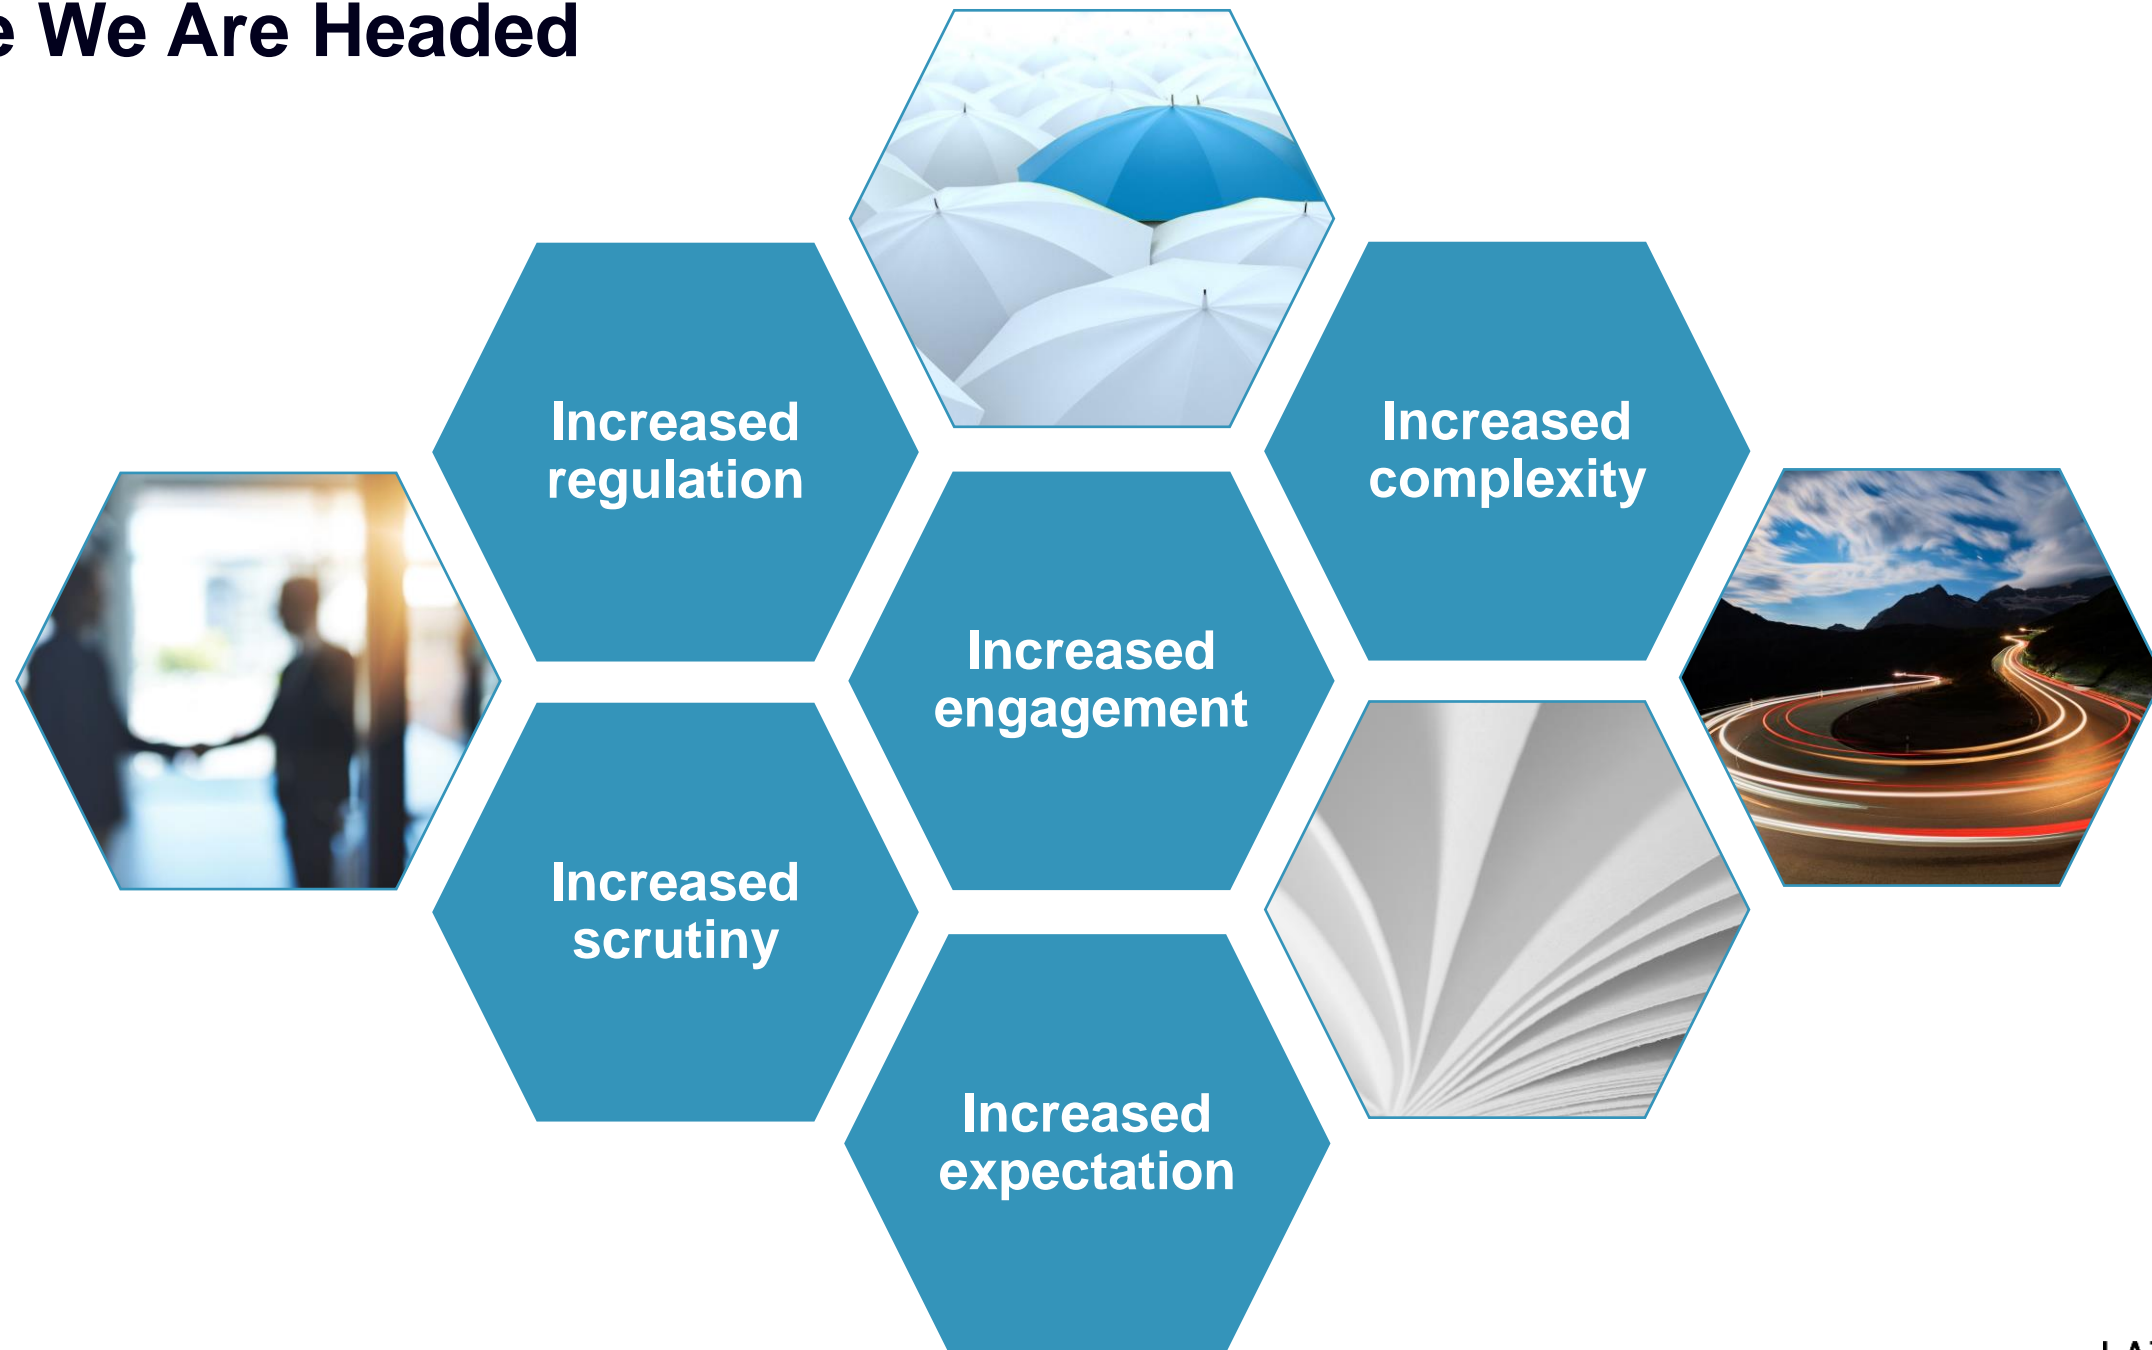 e We Are Headed
Increased
regulation
Increased
complexity
Increased
engagement
Increased
scrutiny
Increased
expectation